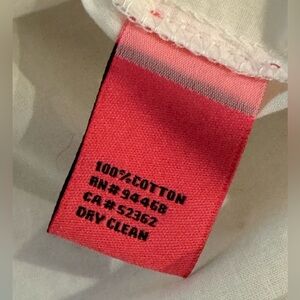 100% COTTON
RN # 94468
CA # 52362
DRY CLEAN